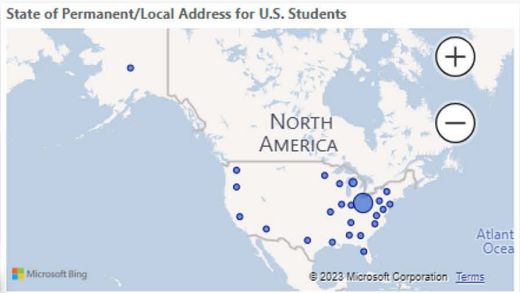 State of Permanent/Local Address for U.S. Students
+
NORTH
AMERICA
−
Atlant
Ocea
Microsoft Bing
© 2023 Microsoft Corporation Terms